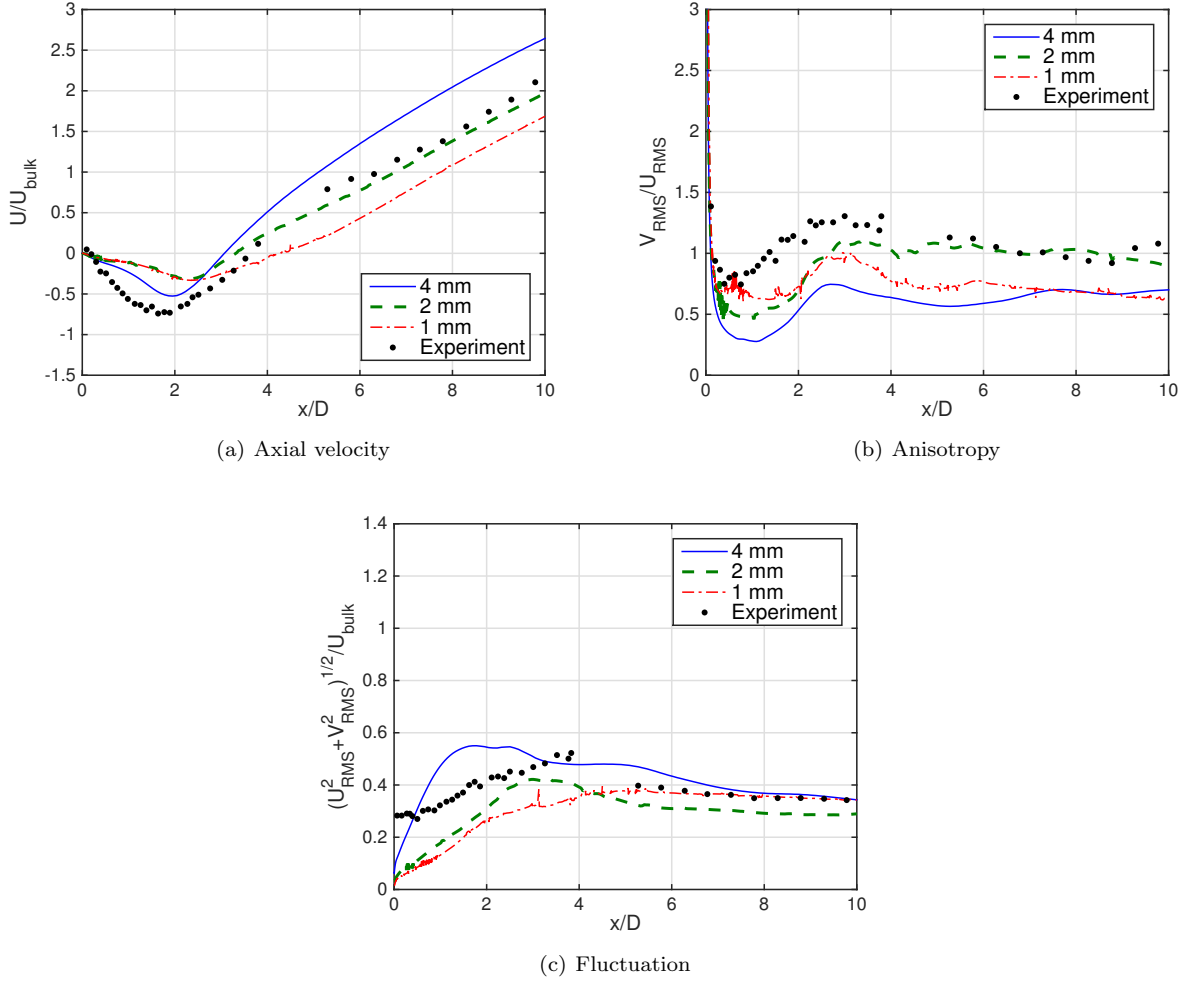 3
2.5
2
1.5
1
0.5
0
-0.5
-1
-1.5
U/U_bulk
0 2 4 6 8 10
x/D
4 mm
2 mm
1 mm
Experiment
(a) Axial velocity
3
2.5
2
1.5
1
0.5
0
V_RMS/U_RMS
0 2 4 6 8 10
x/D
4 mm
2 mm
1 mm
Experiment
(b) Anisotropy
1.4
1.2
1
0.8
0.6
0.4
0.2
0
(U²_RMS+V²_RMS)^1/2/U_bulk
0 2 4 6 8 10
x/D
4 mm
2 mm
1 mm
Experiment
(c) Fluctuation